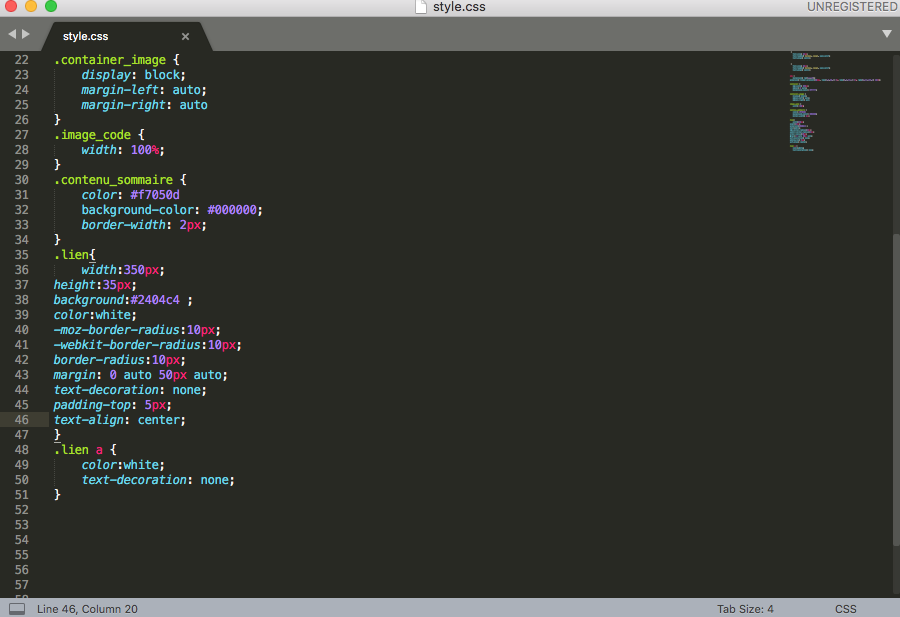 style.css
UNREGISTERED
style.css ×
22 .container_image {
23     display: block;
24     margin-left: auto;
25     margin-right: auto
26 }
27 .image_code {
28     width: 100%;
29 }
30 .contenu_sommaire {
31     color: #f7050d
32     background-color: #000000;
33     border-width: 2px;
34 }
35 .lien{
36     width:350px;
37 height:35px;
38 background:#2404c4 ;
39 color:white;
40 -moz-border-radius:10px;
41 -webkit-border-radius:10px;
42 border-radius:10px;
43 margin: 0 auto 50px auto;
44 text-decoration: none;
45 padding-top: 5px;
46 text-align: center;
47 }
48 .lien a {
49     color:white;
50     text-decoration: none;
51 }
52
53
54
55
56
57
58
Line 46, Column 20
Tab Size: 4
CSS